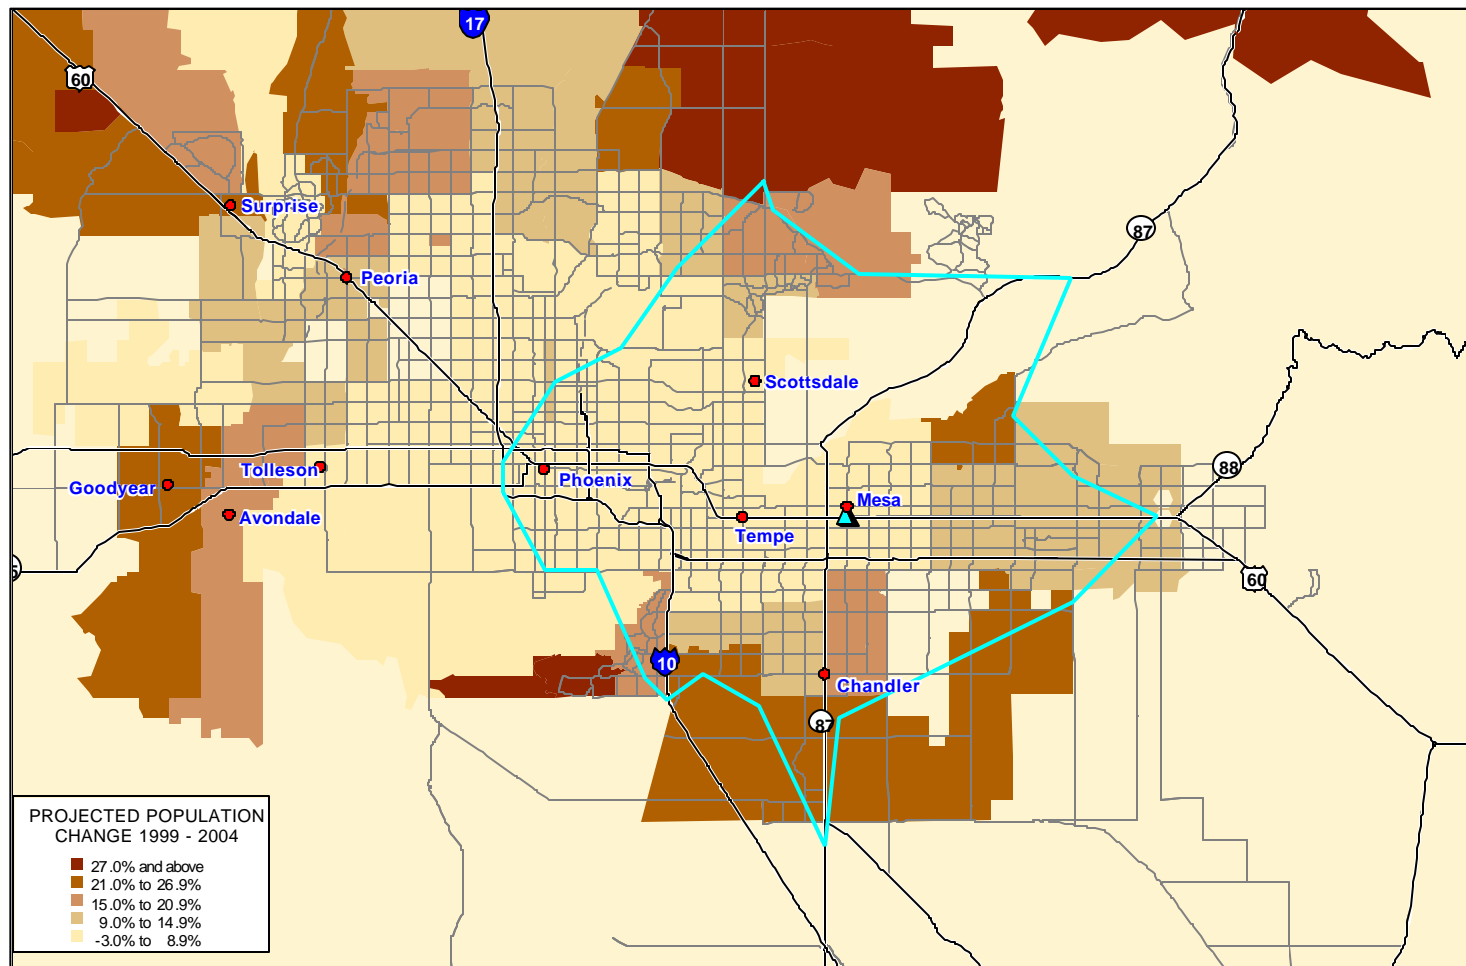 17
60
87
Surprise
Peoria
Scottsdale
Tolleson
Goodyear
Phoenix
88
Avondale
Mesa
Tempe
60
10
Chandler
87
PROJECTED POPULATION
CHANGE 1999 - 2004
27.0% and above
21.0% to 26.9%
15.0% to 20.9%
9.0% to 14.9%
-3.0% to 8.9%